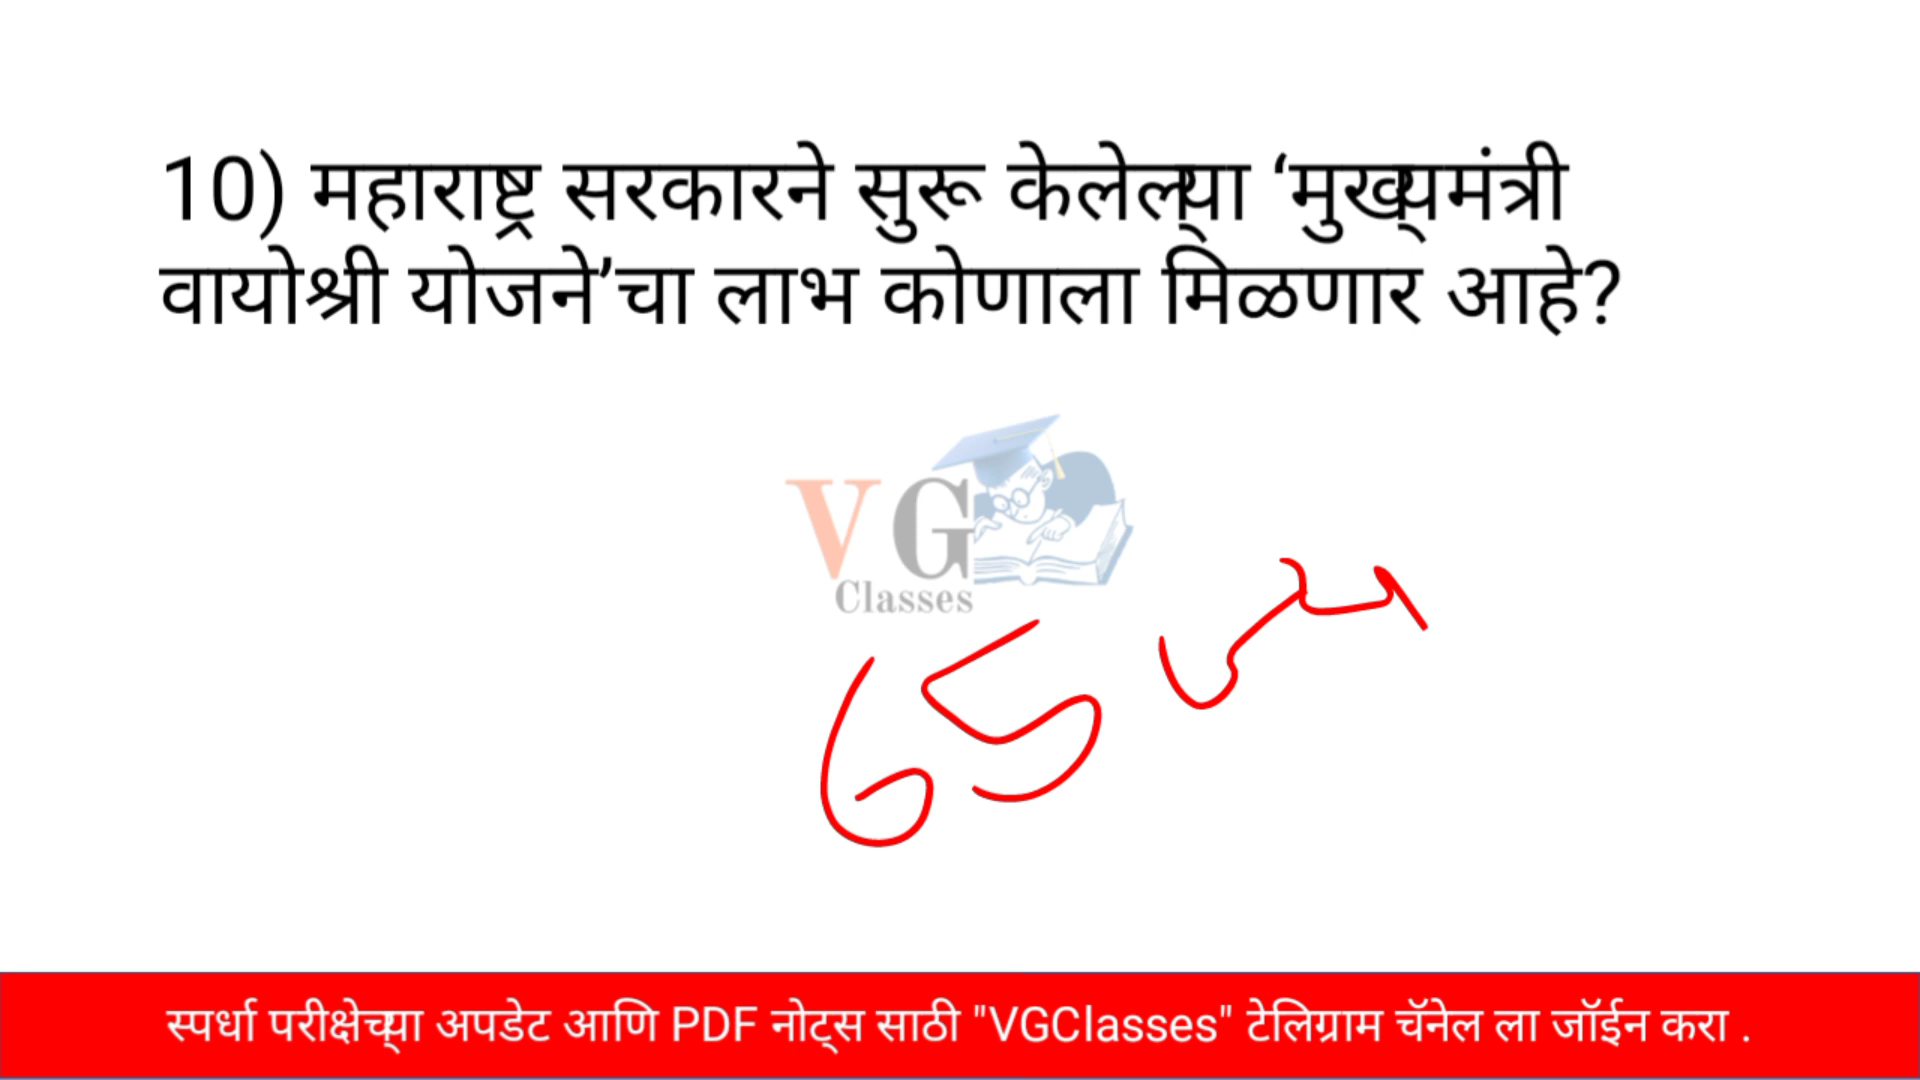 10) महाराष्ट्र सरकारने सुरू केलेल्या ‘मुख्यमंत्री
वायोश्री योजने’चा लाभ कोणाला मिळणार आहे?
VG
Classes
65
स्पर्धा परीक्षेच्या अपडेट आणि PDF नोट्स साठी "VGClasses" टेलिग्राम चॅनेल ला जॉईन करा .